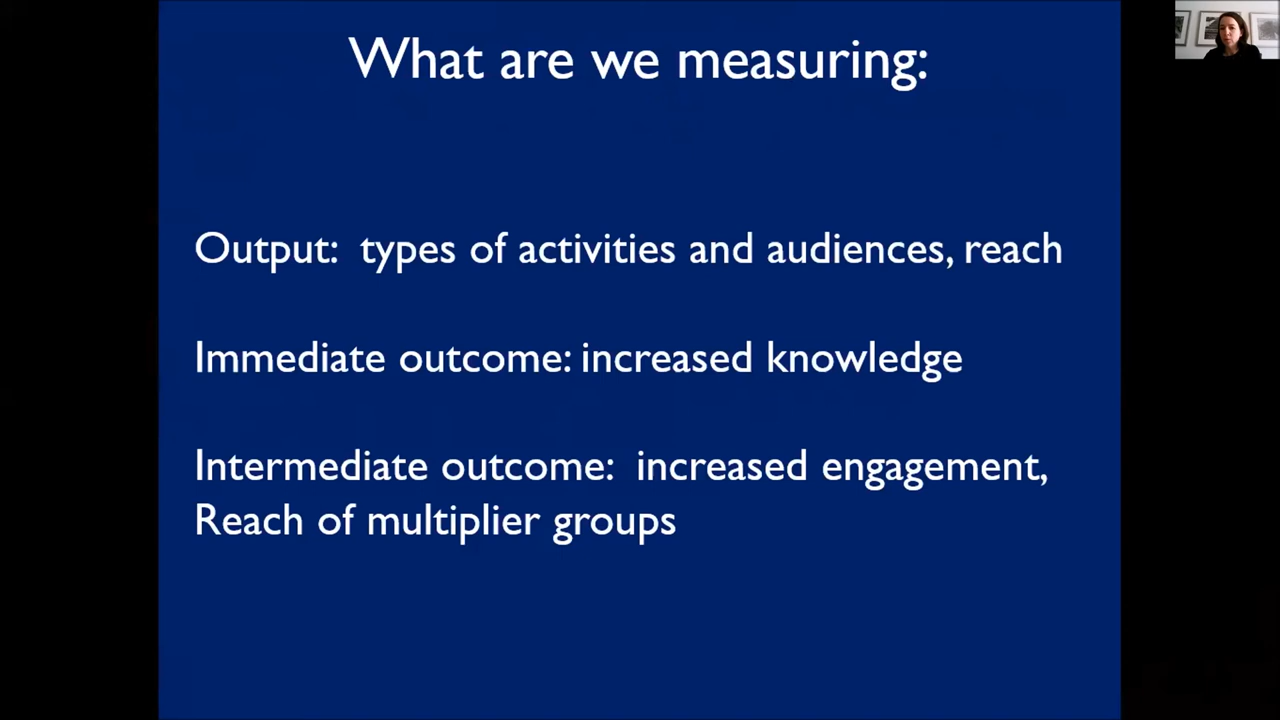 What are we measuring:
Output:  types of activities and audiences, reach
Immediate outcome: increased knowledge
Intermediate outcome:  increased engagement,
Reach of multiplier groups